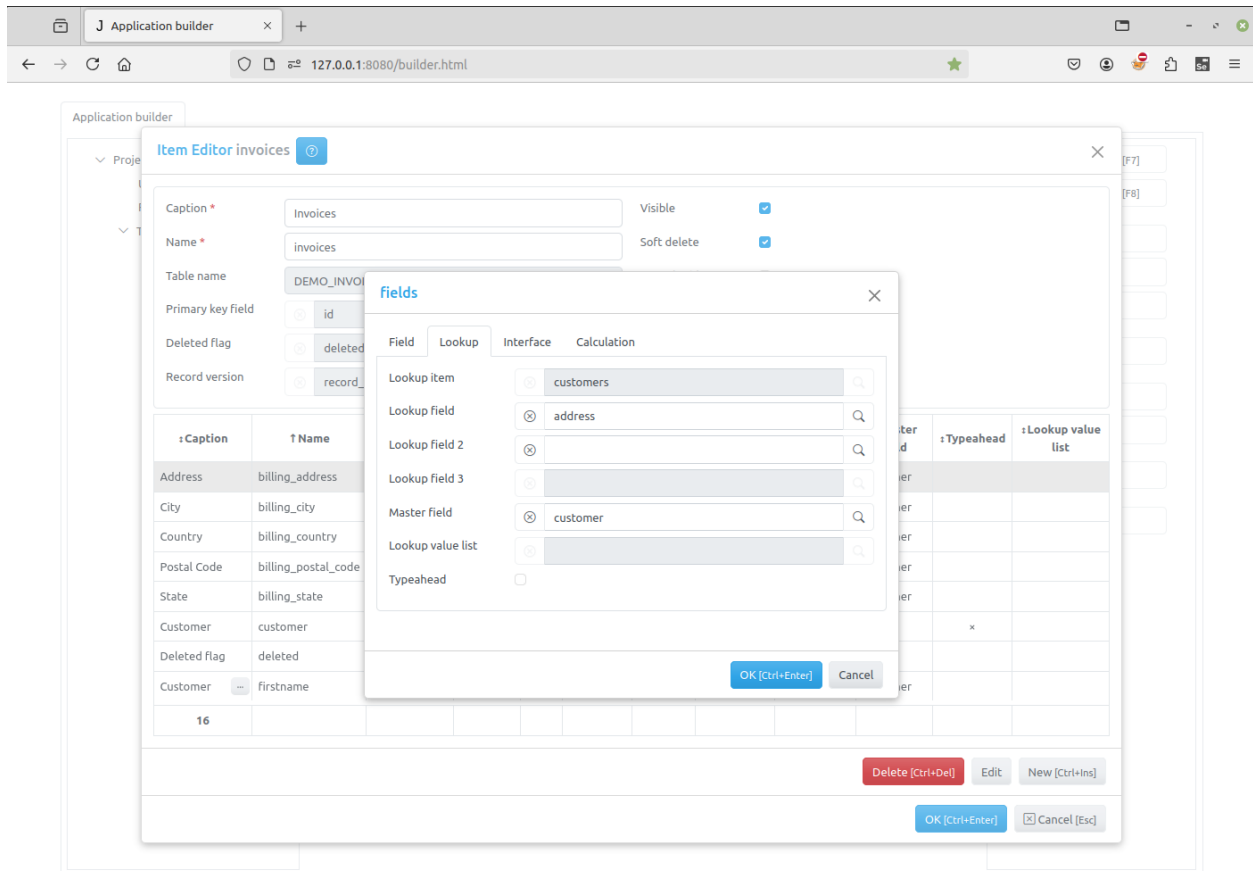 J Application builder
127.0.0.1:8080/builder.html
Se
Application builder
Item Editor invoices
[F7]
[F8]
Caption *
Invoices
Visible
Name *
invoices
Soft delete
Table name
DEMO_INVOI
Primary key field
id
Deleted flag
deleted
Record version
record_
fields
Field Lookup Interface Calculation
Lookup item
customers
Lookup field
address
Lookup field 2
Lookup field 3
Master field
customer
Lookup value list
Typeahead
OK [Ctrl+Enter] Cancel
Caption Name Typeahead Lookup value list
Address billing_address
City billing_city
Country billing_country
Postal Code billing_postal_code
State billing_state
Customer customer ×
Deleted flag deleted
Customer ... firstname
16
Delete [Ctrl+Del] Edit New [Ctrl+Ins]
OK [Ctrl+Enter] Cancel [Esc]